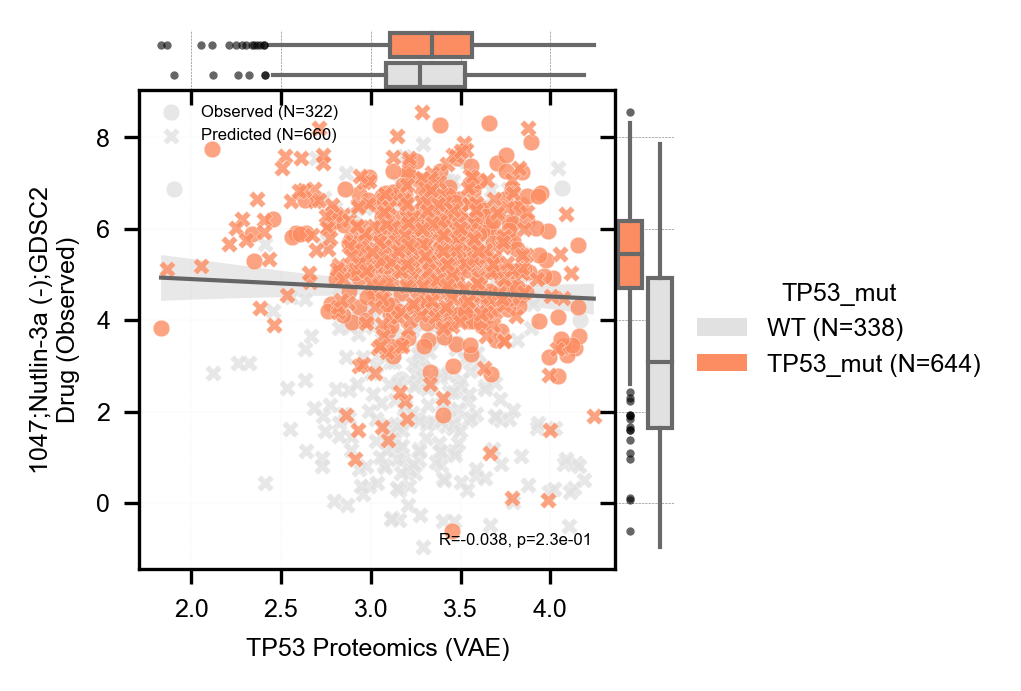 Observed (N=322)
Predicted (N=660)
8
6
4
2
0
1047;Nutlin-3a (-);GDSC2
Drug (Observed)
R=-0.038, p=2.3e-01
2.0 2.5 3.0 3.5 4.0
TP53 Proteomics (VAE)
TP53_mut
WT (N=338)
TP53_mut (N=644)